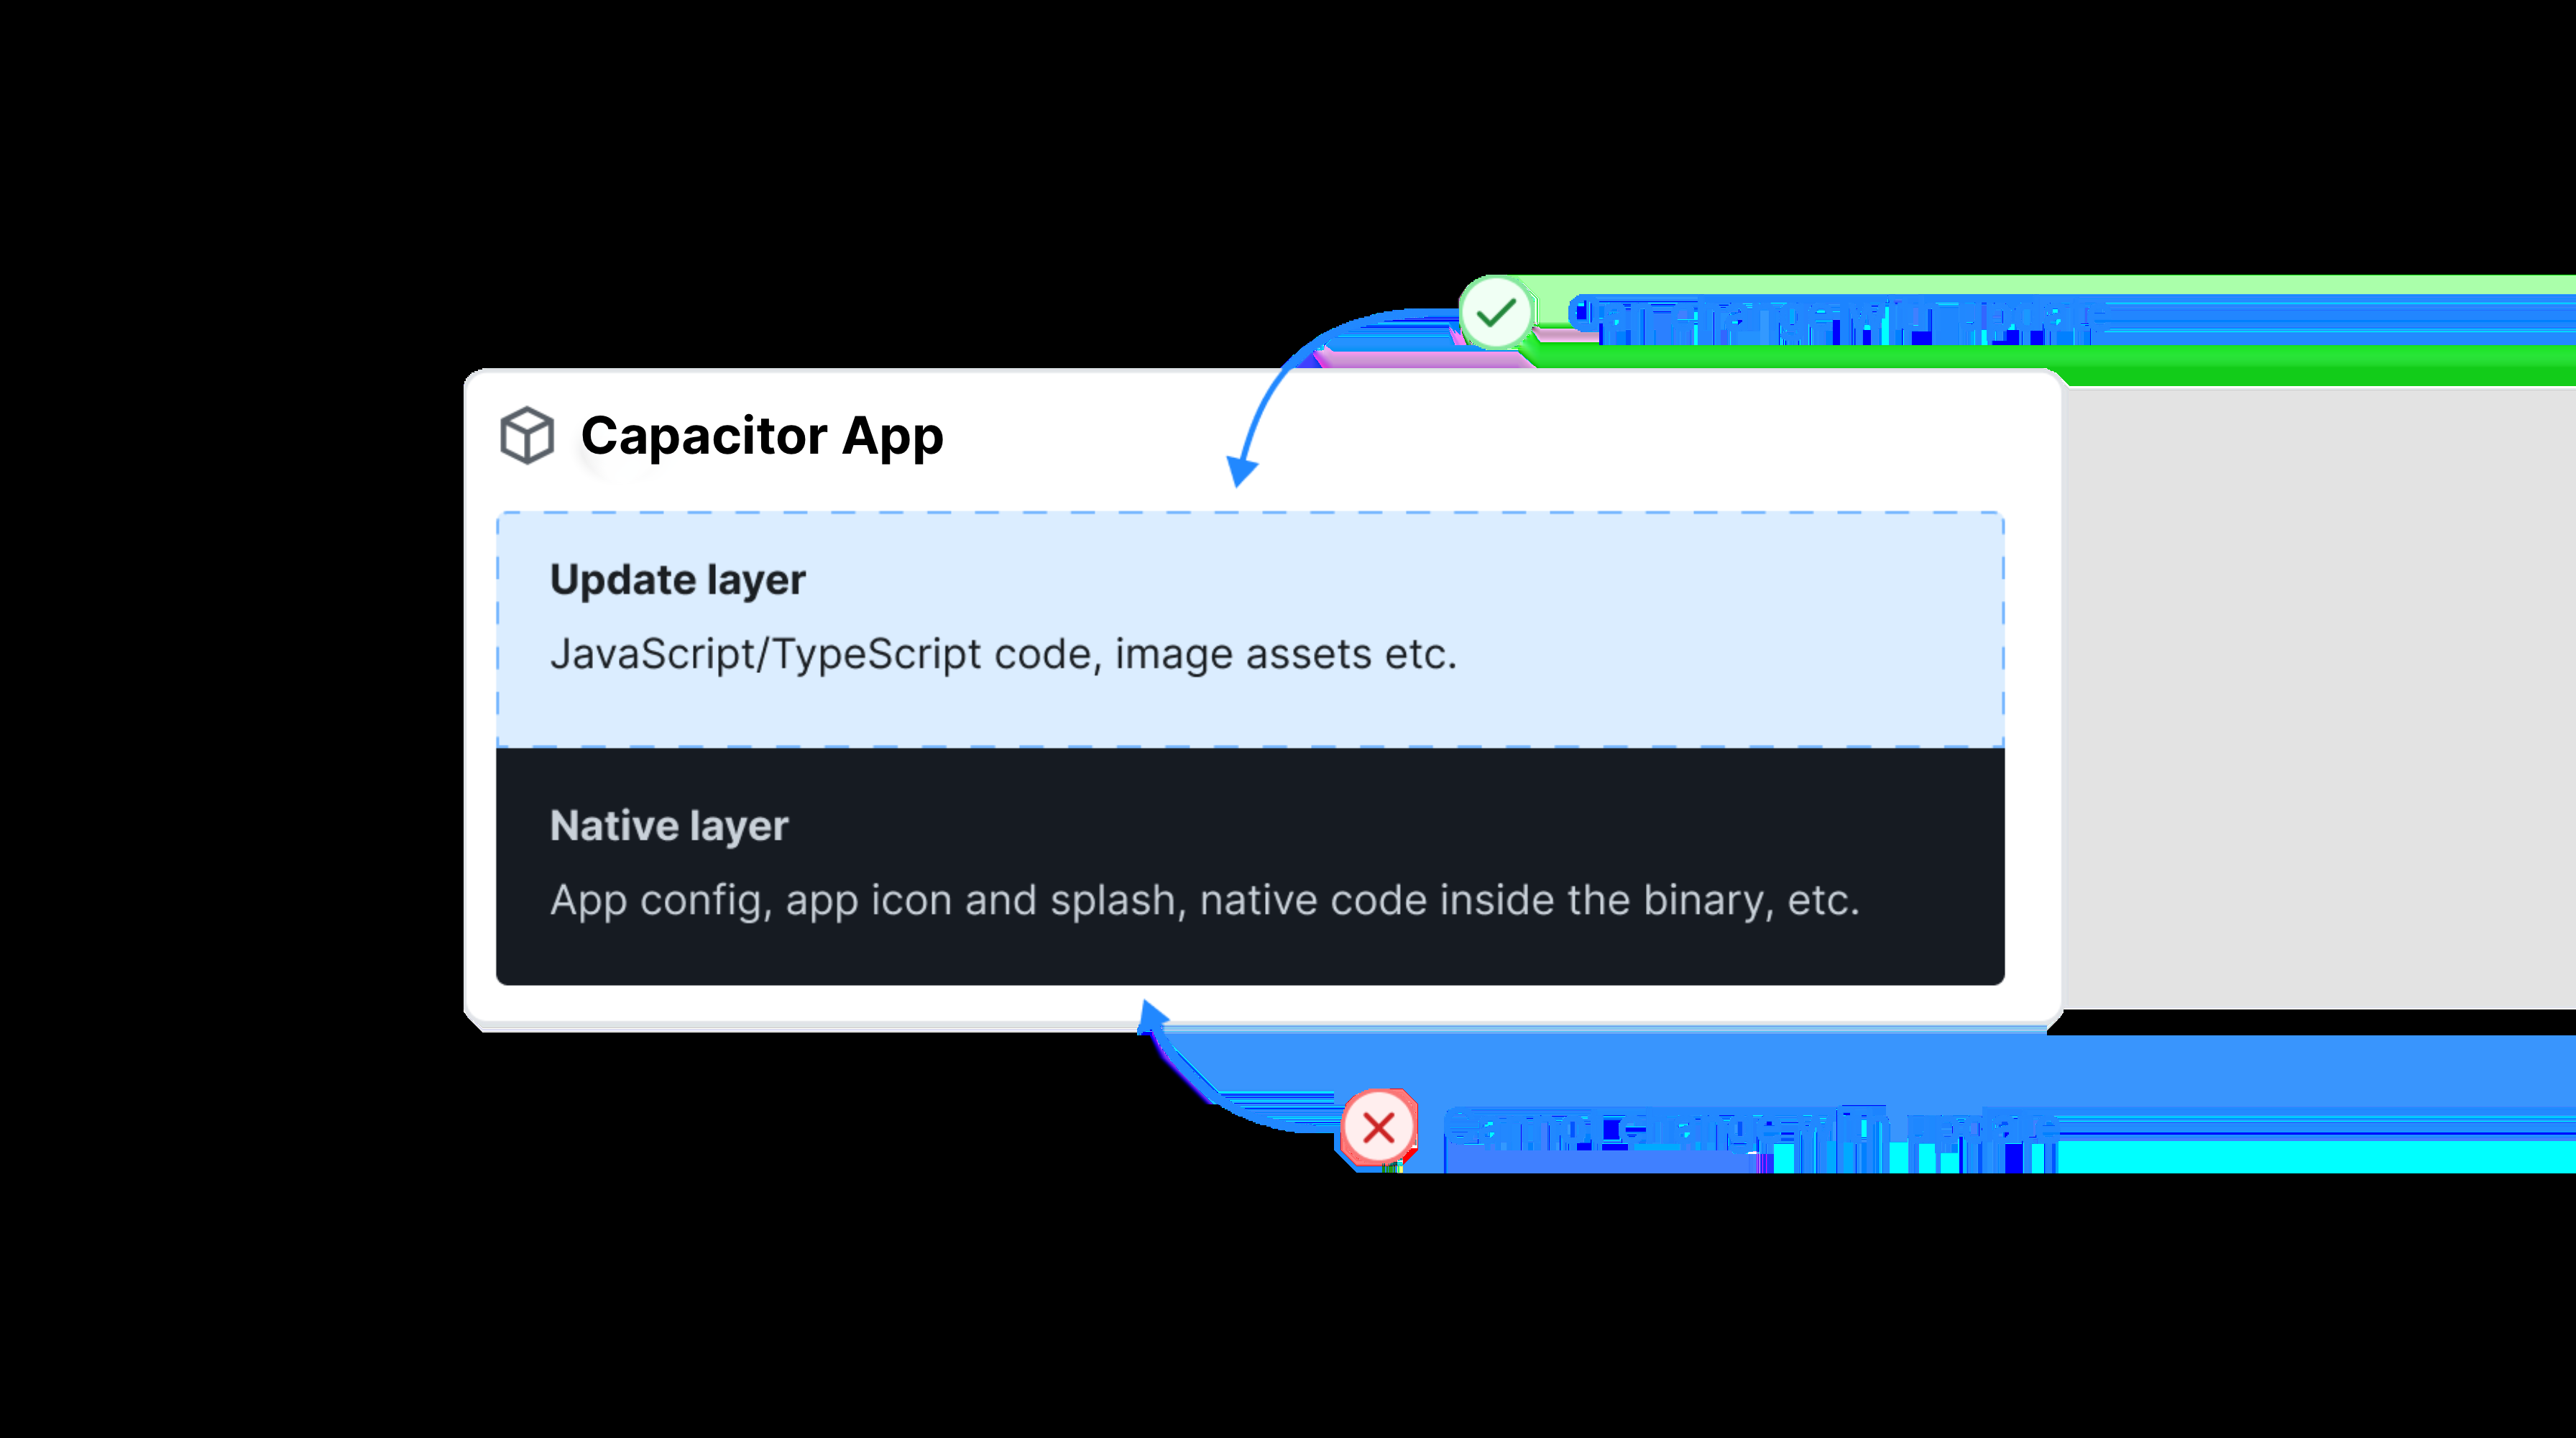 Can change with update
Capacitor App
Update layer
JavaScript/TypeScript code, image assets etc.
Native layer
App config, app icon and splash, native code inside the binary, etc.
Cannot change with update